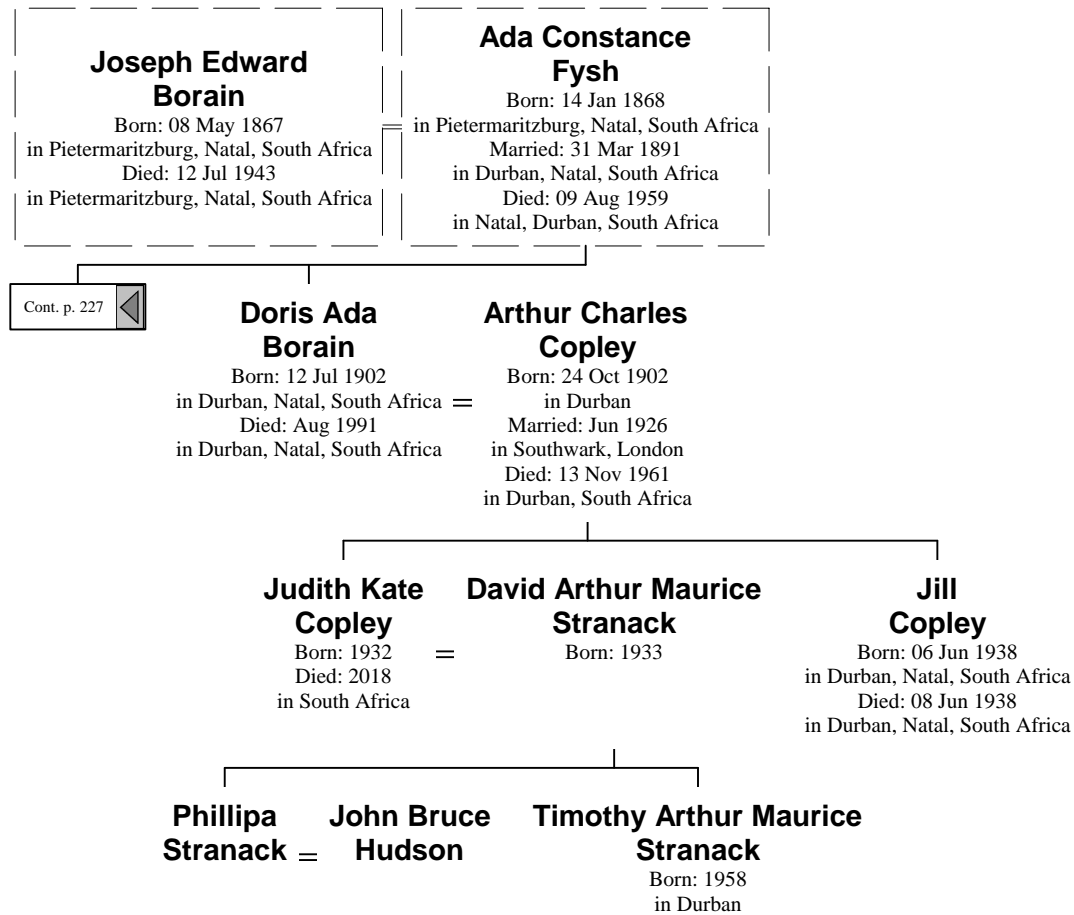 Joseph Edward
Borain
Born: 08 May 1867
in Pietermaritzburg, Natal, South Africa
Died: 12 Jul 1943
in Pietermaritzburg, Natal, South Africa
=
Ada Constance
Fysh
Born: 14 Jan 1868
in Pietermaritzburg, Natal, South Africa
Married: 31 Mar 1891
in Durban, Natal, South Africa
Died: 09 Aug 1959
in Natal, Durban, South Africa
Cont. p. 227
Doris Ada
Borain
Born: 12 Jul 1902
in Durban, Natal, South Africa
Died: Aug 1991
in Durban, Natal, South Africa
=
Arthur Charles
Copley
Born: 24 Oct 1902
in Durban
Married: Jun 1926
in Southwark, London
Died: 13 Nov 1961
in Durban, South Africa
Judith Kate
Copley
Born: 1932
Died: 2018
in South Africa
=
David Arthur Maurice
Stranack
Born: 1933
Jill
Copley
Born: 06 Jun 1938
in Durban, Natal, South Africa
Died: 08 Jun 1938
in Durban, Natal, South Africa
Phillipa
Stranack
=
John Bruce
Hudson
Timothy Arthur Maurice
Stranack
Born: 1958
in Durban